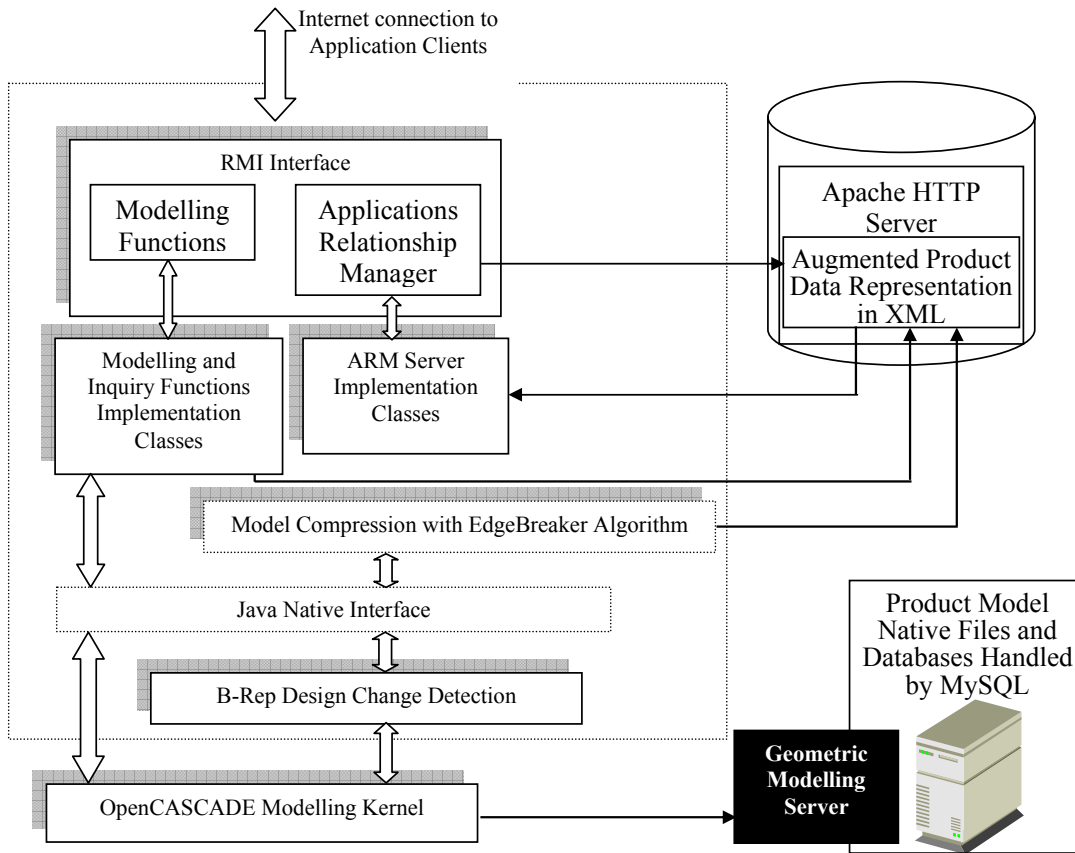 Internet connection to
Application Clients
RMI Interface
Modelling
Functions
Applications
Relationship
Manager
Apache HTTP
Server
Augmented Product
Data Representation
in XML
Modelling and
Inquiry Functions
Implementation
Classes
ARM Server
Implementation
Classes
Model Compression with EdgeBreaker Algorithm
Java Native Interface
B-Rep Design Change Detection
OpenCASCADE Modelling Kernel
Product Model
Native Files and
Databases Handled
by MySQL
Geometric
Modelling
Server